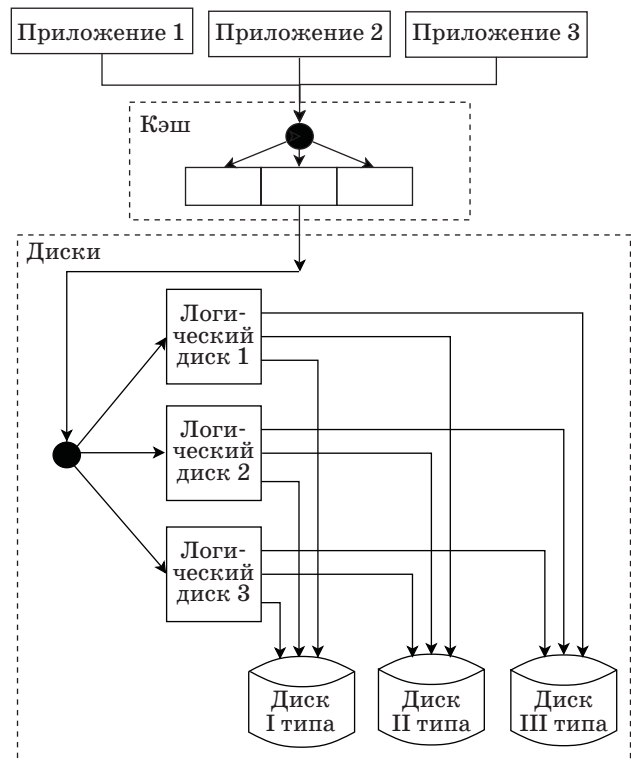 Приложение 1
Приложение 2
Приложение 3
Кэш
Диски
Логи-
ческий
диск 1
Логи-
ческий
диск 2
Логи-
ческий
диск 3
Диск
I типа
Диск
II типа
Диск
III типа